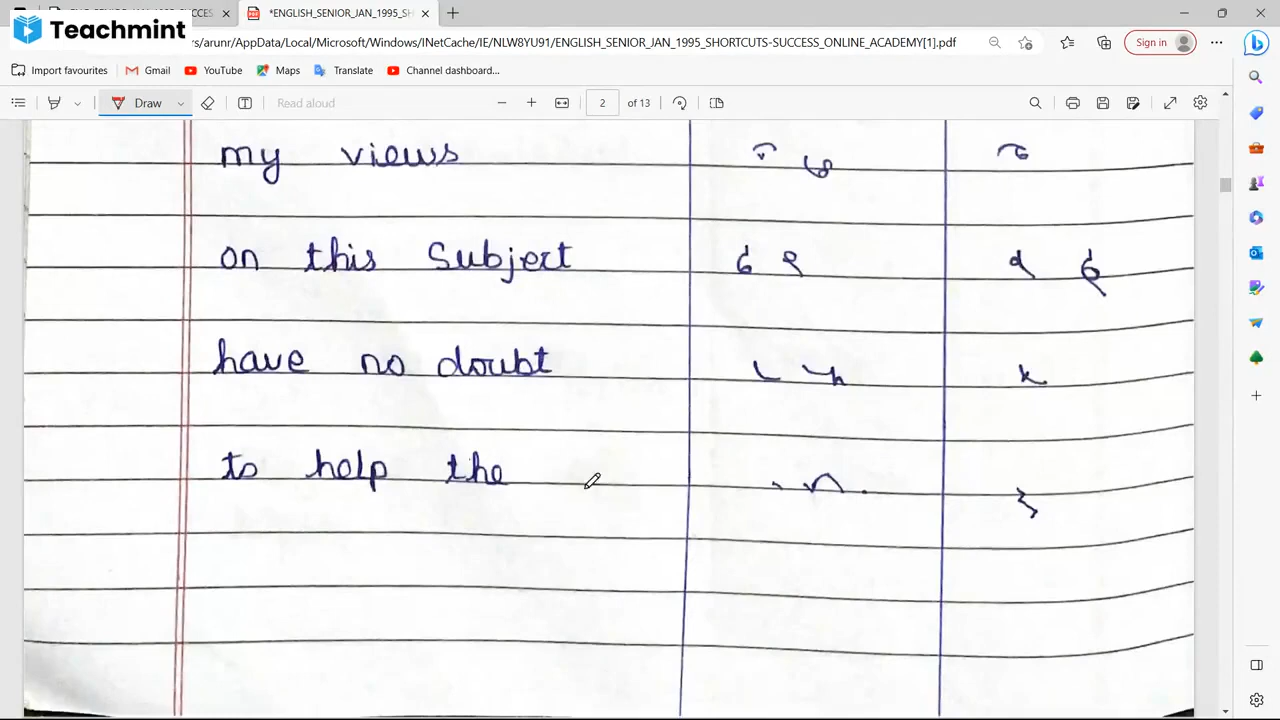 ENGLISH_SENIOR_JAN_1995_SH
Teachmint
s/arunr/AppData/Local/Microsoft/Windows/INetCache/IE/NLW8YU91/ENGLISH_SENIOR_JAN_1995_SHORTCUTS-SUCCESS_ONLINE_ACADEMY[1].pdf
Sign in
Import favourites Gmail YouTube Maps Translate Channel dashboard...
Draw Read aloud 2 of 13
my views
on this Subject
have no doubt
to help the